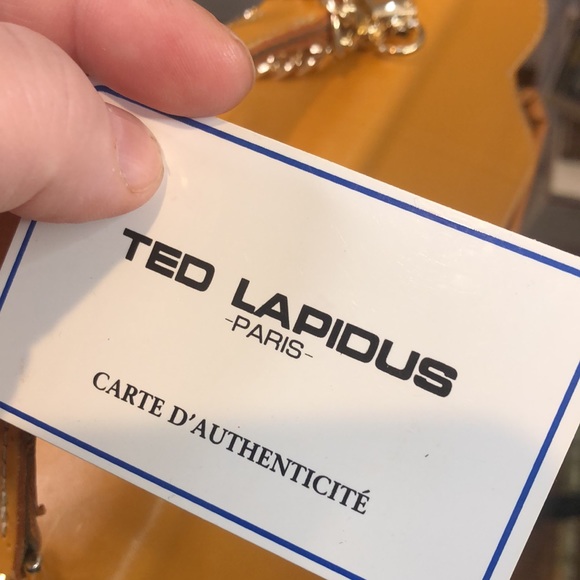 TED LAPIDUS
-PARIS-
CARTE D'AUTHENTICITÉ